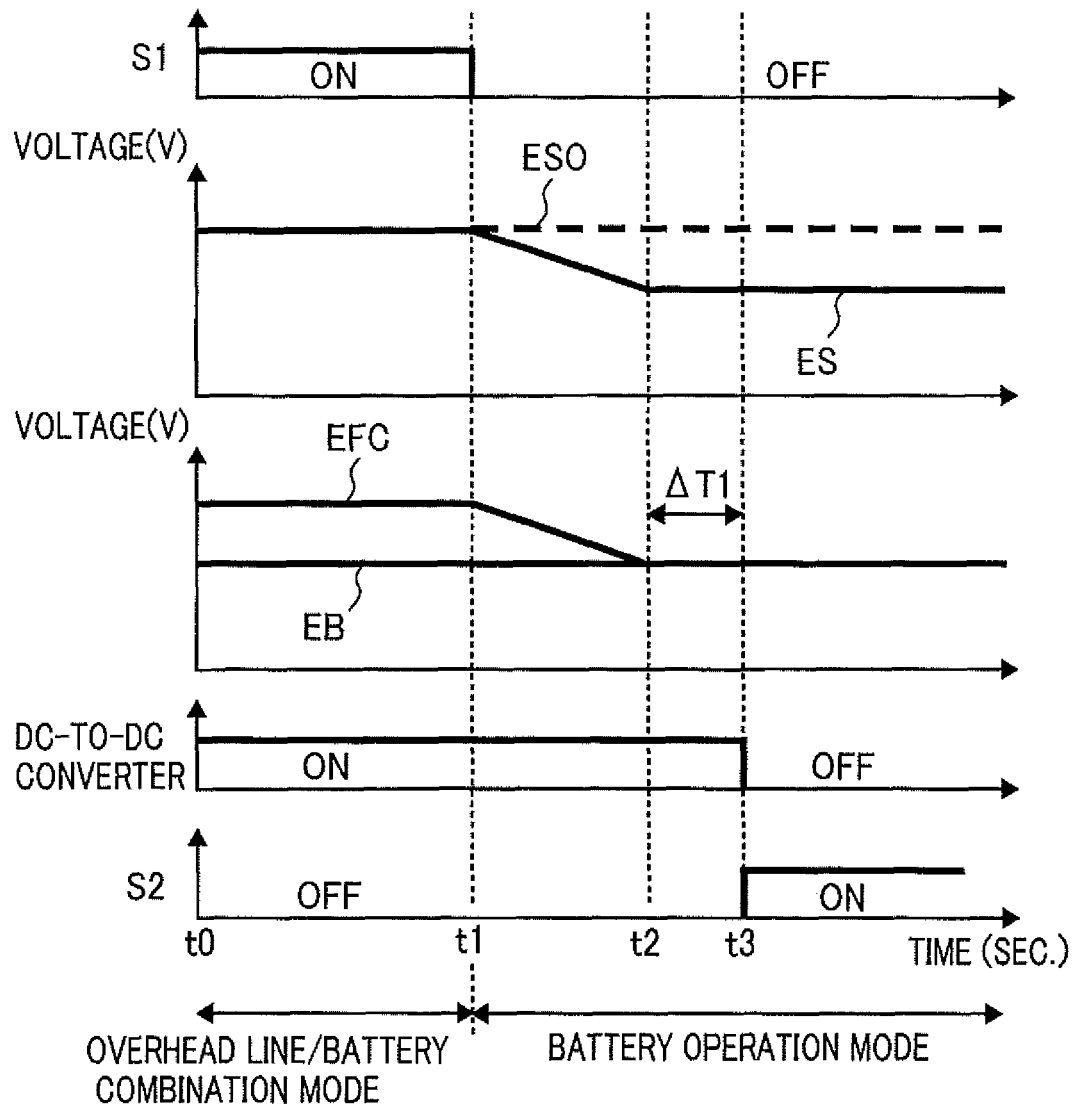 S1
ON
OFF
VOLTAGE(V)
ESO
ES
VOLTAGE(V)
EFC
ΔT1
EB
DC-TO-DC
CONVERTER
ON
OFF
S2
OFF
ON
t0
t1
t2
t3
TIME (SEC.)
OVERHEAD LINE/BATTERY
COMBINATION MODE
BATTERY OPERATION MODE